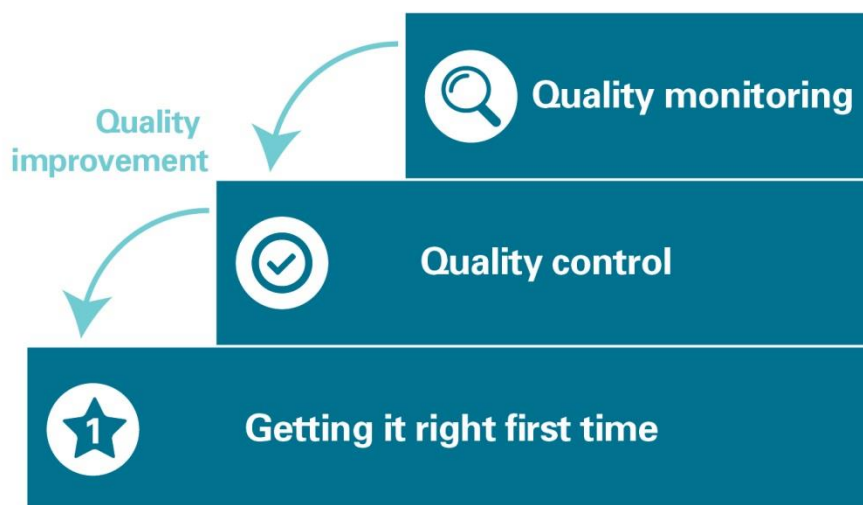 Quality monitoring
Quality
improvement
Quality control
1
Getting it right first time